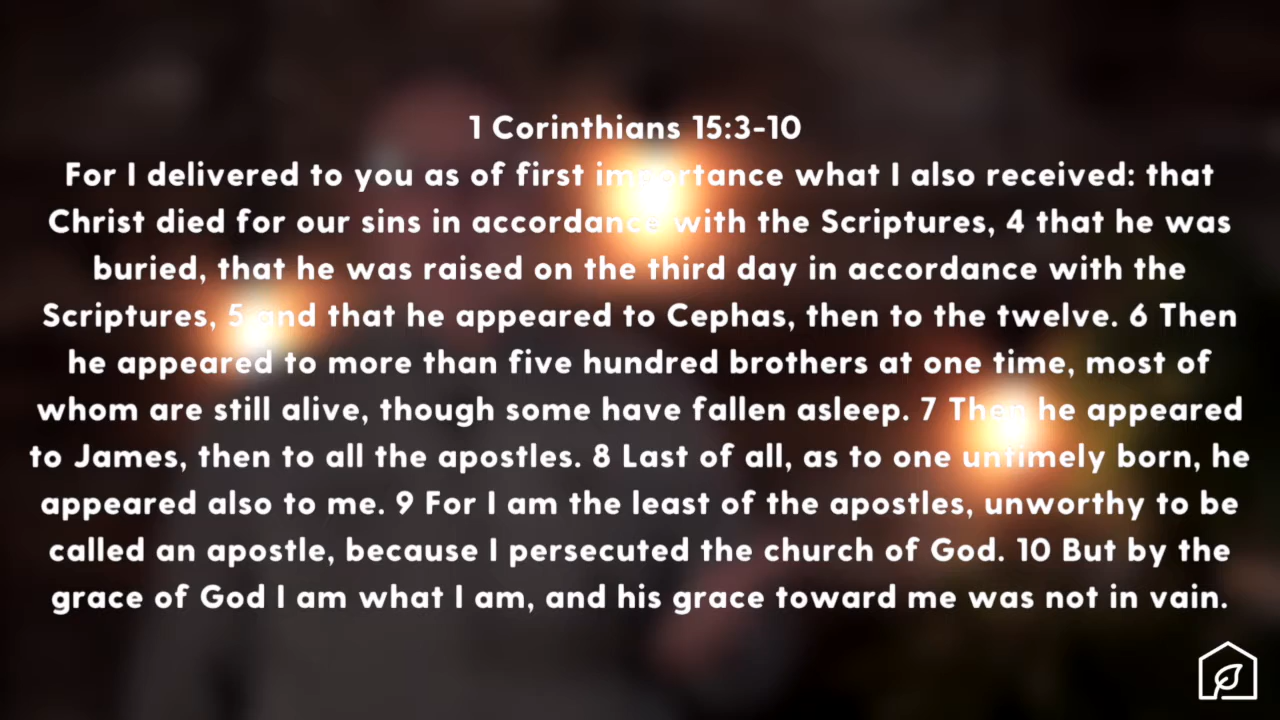 1 Corinthians 15:3-10
For I delivered to you as of first importance what I also received: that
Christ died for our sins in accordance with the Scriptures, 4 that he was
buried, that he was raised on the third day in accordance with the
Scriptures, 5 and that he appeared to Cephas, then to the twelve. 6 Then
he appeared to more than five hundred brothers at one time, most of
whom are still alive, though some have fallen asleep. 7 Then he appeared
to James, then to all the apostles. 8 Last of all, as to one untimely born, he
appeared also to me. 9 For I am the least of the apostles, unworthy to be
called an apostle, because I persecuted the church of God. 10 But by the
grace of God I am what I am, and his grace toward me was not in vain.